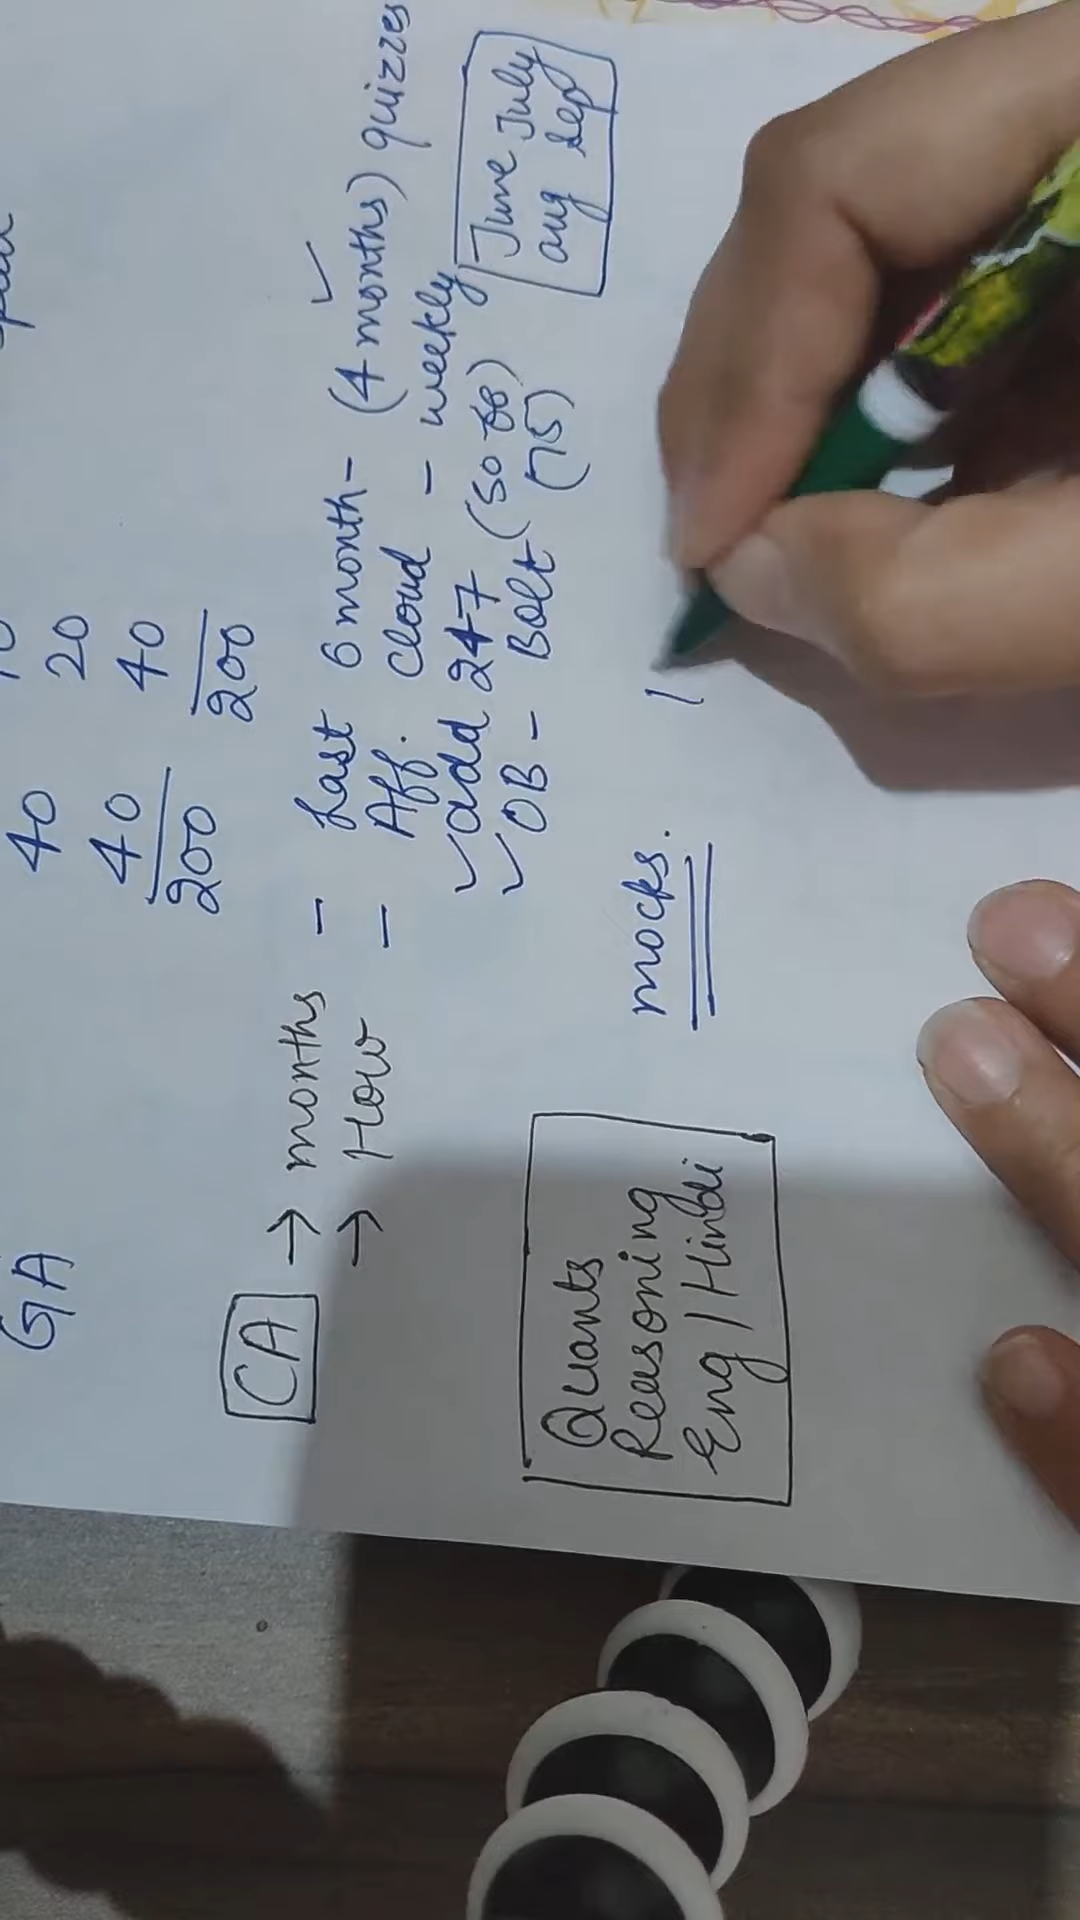 GA
40 20
40 40
200 200
CA → months - Last 6 month - (4 months) quizzes
→ How - Aff. Cloud - weekly
✓ add 247 (50
✓ OB - Bolt (75)
June July
aug sep
Quants
Reasoning
Eng / Hindi
mocks.